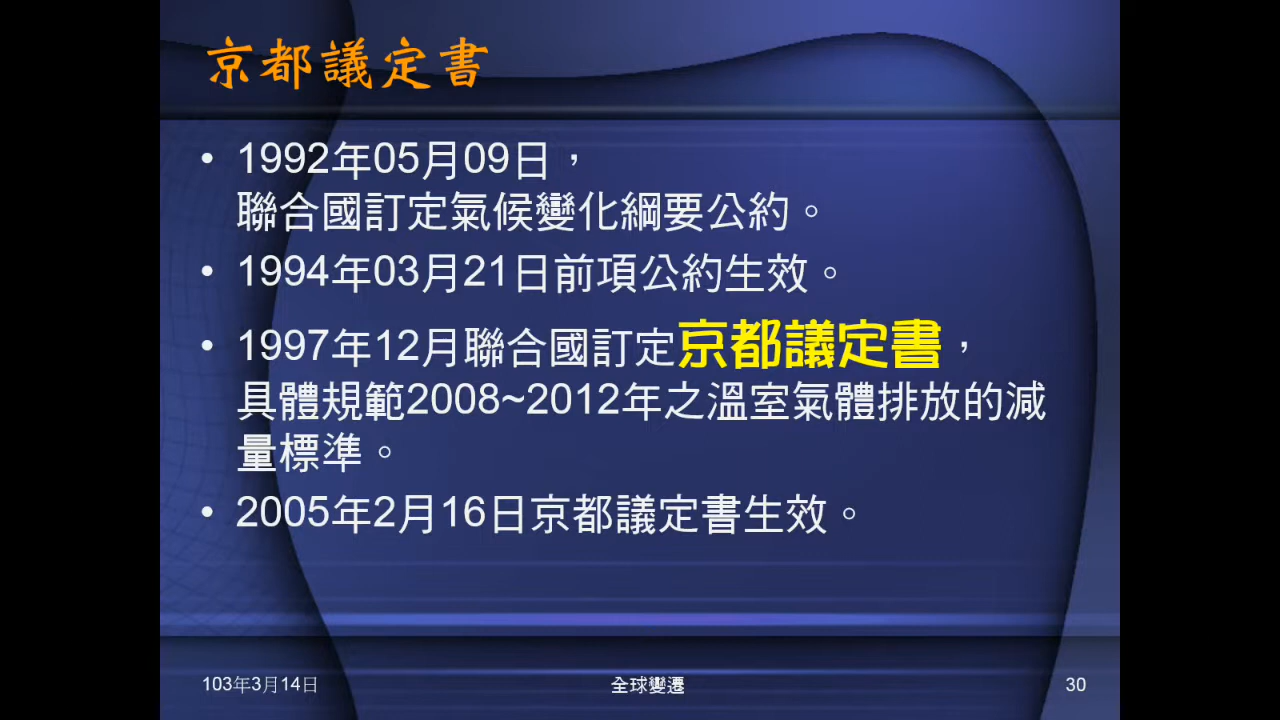 京都議定書
• 1992年05月09日，
聯合國訂定氣候變化綱要公約。
• 1994年03月21日前項公約生效。
• 1997年12月聯合國訂定京都議定書，
具體規範2008~2012年之溫室氣體排放的減
量標準。
• 2005年2月16日京都議定書生效。
103年3月14日
全球變遷
30